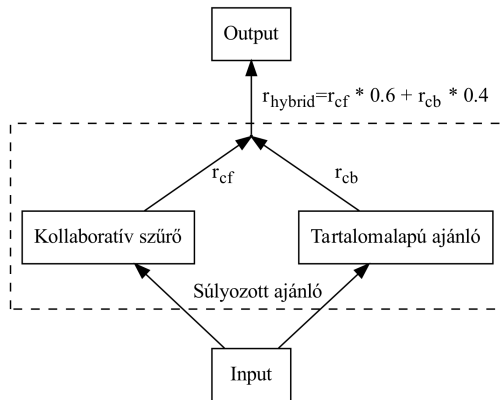 Output
r_hybrid=r_cf * 0.6 + r_cb * 0.4
r_cf
r_cb
Kollaboratív szűrő
Tartalomalapú ajánló
Súlyozott ajánló
Input